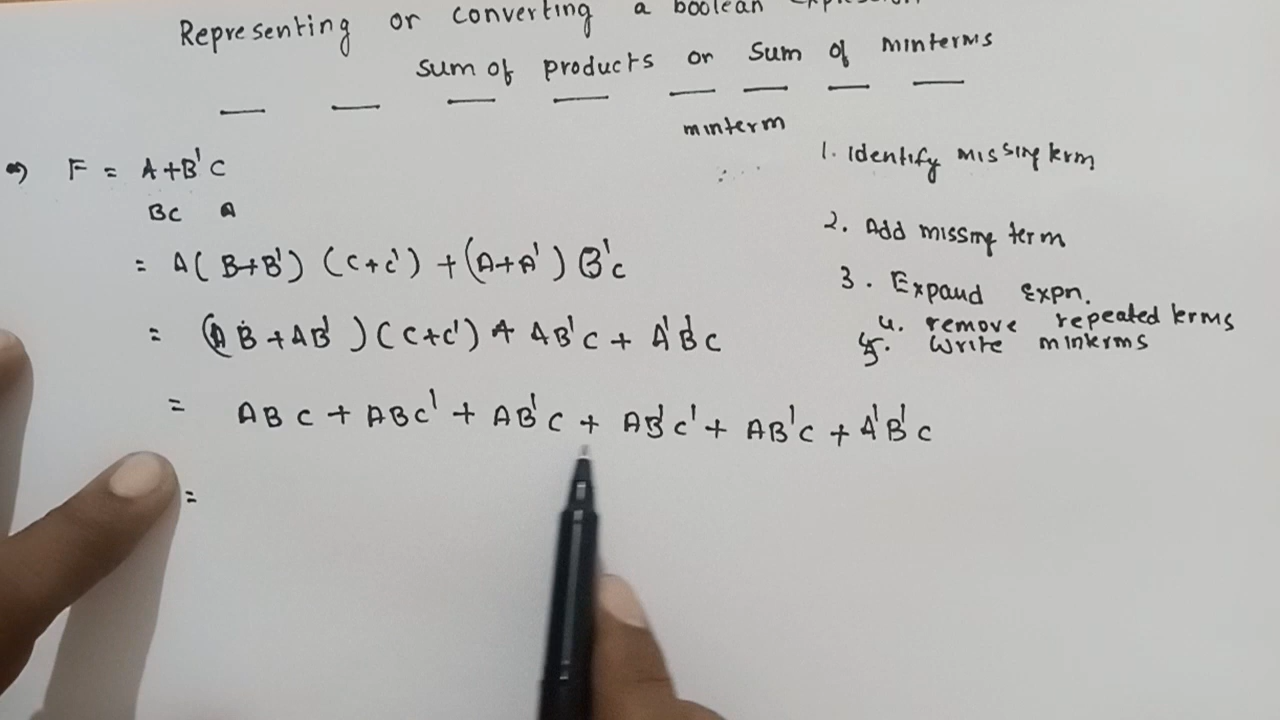 Representing or converting a boolean
sum of products or Sum of minterms
minterm
F = A+B'C
BC A
= A(B+B') (C+C') + (A+A') B'C
= (AB+AB')(C+C') + AB'C + A'B'C
= ABC + ABC' + AB'C + AB'C' + AB'C + A'B'C
=
1. Identify missing term
2. Add missing term
3. Expand Expn.
4. remove repeated terms
5. Write minterms